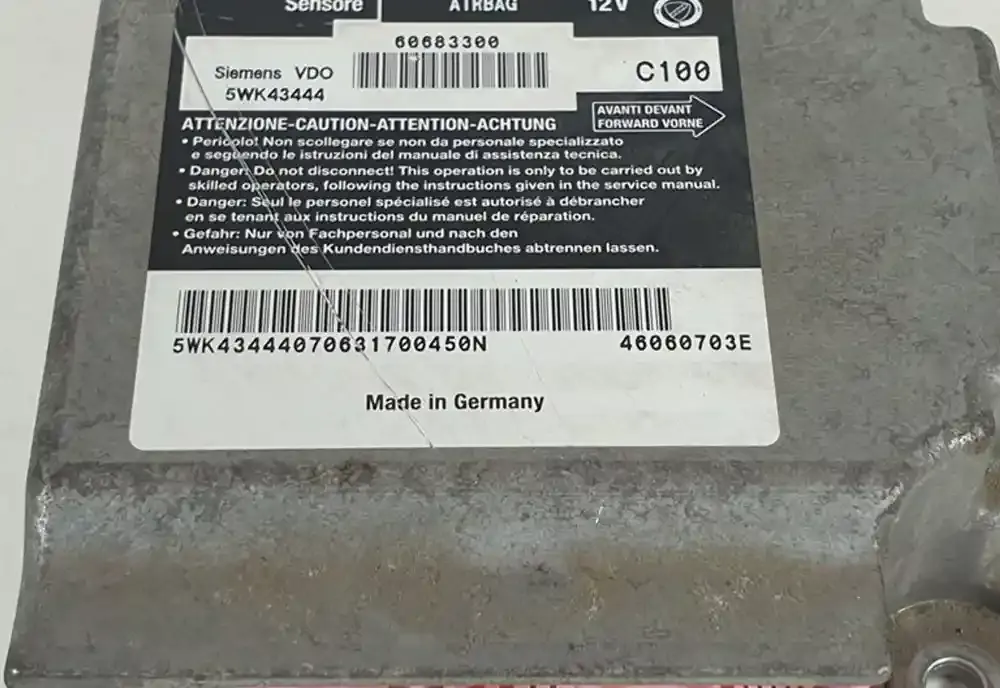 Sensore AIRBAG 12V
60683300
Siemens VDO
5WK43444
C100
AVANTI DEVANT
FORWARD VORNE
ATTENZIONE-CAUTION-ATTENTION-ACHTUNG
• Pericolo! Non scollegare se non da personale specializzato
e seguendo le istruzioni del manuale di assistenza tecnica.
• Danger: Do not disconnect! This operation is only to be carried out by
skilled operators, following the instructions given in the service manual.
• Danger: Seul le personel spécialisé est autorisé à débrancher
en se tenant aux instructions du manuel de réparation.
• Gefahr: Nur von Fachpersonal und nach den
Anweisungen des Kundendiensthandbuches abtrennen lassen.
5WK43444070631700450N 46060703E
Made in Germany